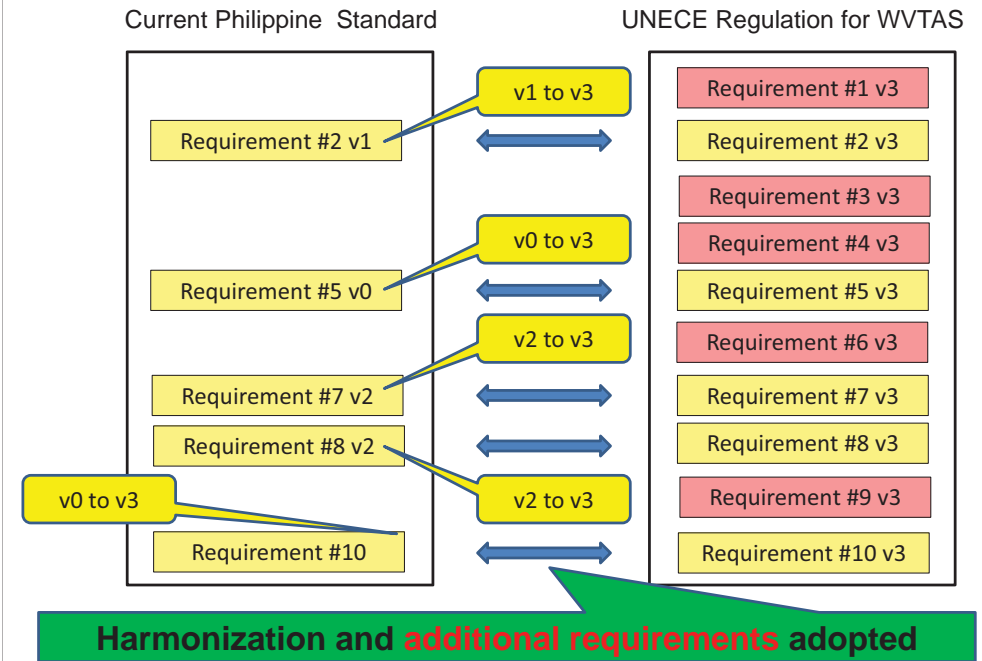 Current Philippine Standard
UNECE Regulation for WVTAS
v1 to v3
Requirement #1 v3
Requirement #2 v1
Requirement #2 v3
Requirement #3 v3
v0 to v3
Requirement #4 v3
Requirement #5 v0
Requirement #5 v3
v2 to v3
Requirement #6 v3
Requirement #7 v2
Requirement #7 v3
Requirement #8 v2
Requirement #8 v3
v0 to v3
v2 to v3
Requirement #9 v3
Requirement #10
Requirement #10 v3
Harmonization and additional requirements adopted